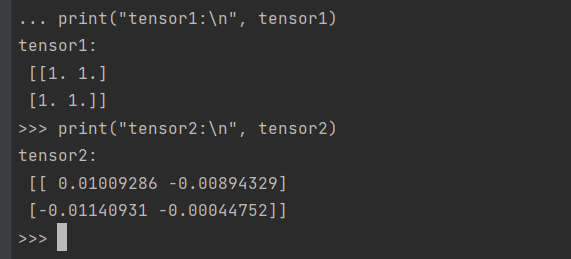 ... print("tensor1:\n", tensor1)
tensor1:
 [[1. 1.]
 [1. 1.]]
>>> print("tensor2:\n", tensor2)
tensor2:
 [[ 0.01009286 -0.00894329]
 [-0.01140931 -0.00044752]]
>>>